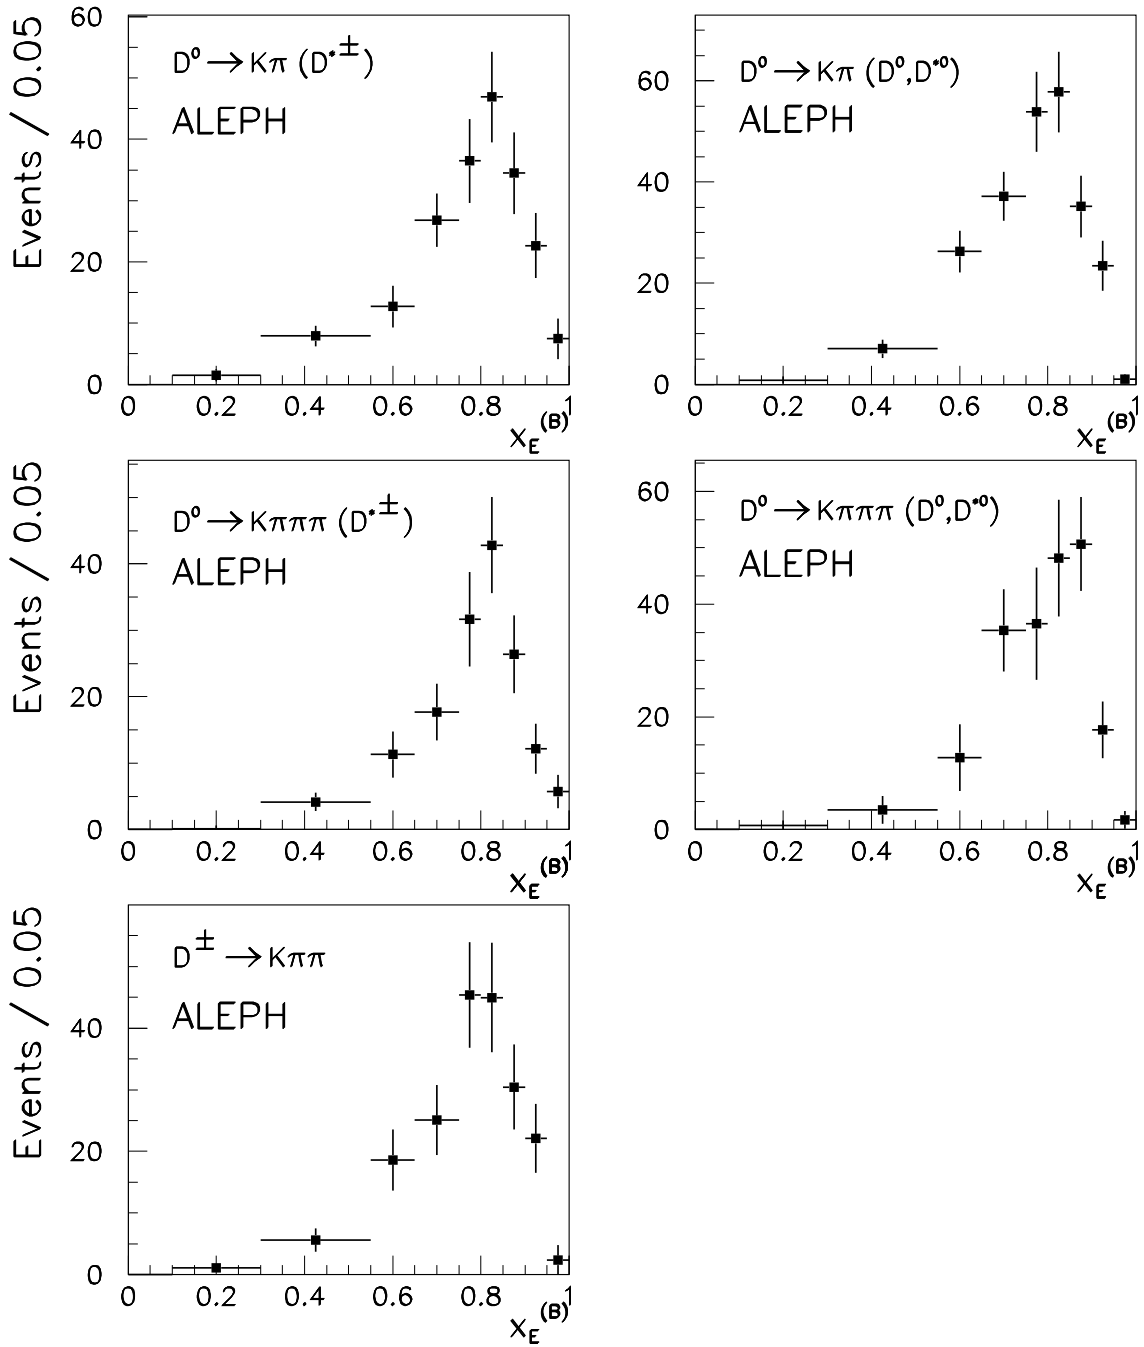 Events / 0.05
60
40
20
0
D⁰ → Kπ (D*±)
ALEPH
0 0.2 0.4 0.6 0.8 1
X_E^(B)
60
40
20
0
D⁰ → Kπ (D⁰,D*⁰)
ALEPH
0 0.2 0.4 0.6 0.8 1
X_E^(B)
Events / 0.05
40
20
0
D⁰ → Kπππ (D*±)
ALEPH
0 0.2 0.4 0.6 0.8 1
X_E^(B)
60
40
20
0
D⁰ → Kπππ (D⁰,D*⁰)
ALEPH
0 0.2 0.4 0.6 0.8 1
X_E^(B)
Events / 0.05
40
20
0
D± → Kππ
ALEPH
0 0.2 0.4 0.6 0.8 1
X_E^(B)